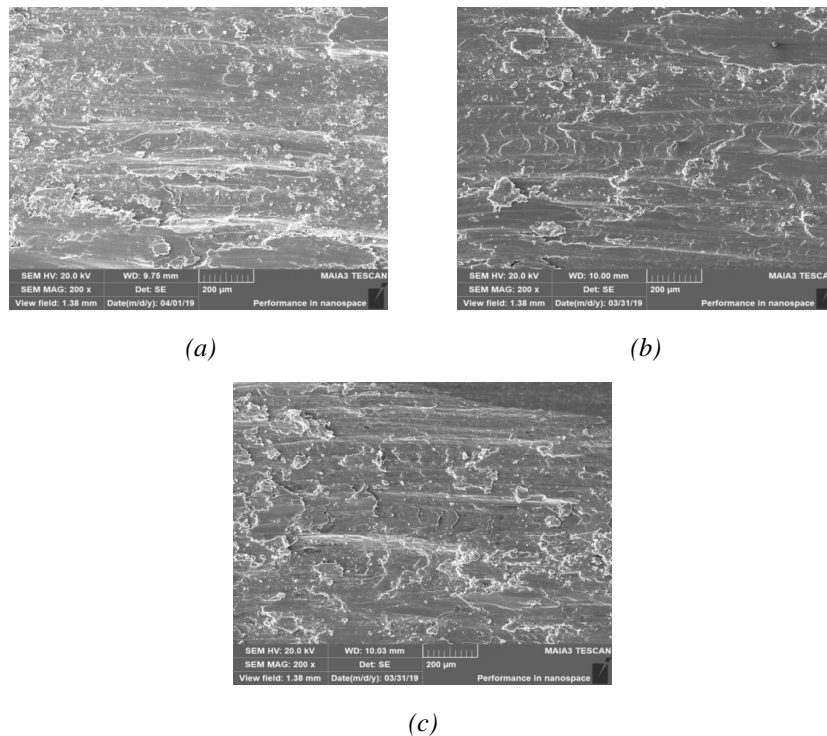 SEM HV: 20.0 kV WD: 9.75 mm MAIA3 TESCAN
SEM MAG: 200 x Det: SE 200 µm
View field: 1.38 mm Date(m/d/y): 04/01/19 Performance in nanospace
(a)
SEM HV: 20.0 kV WD: 10.00 mm MAIA3 TESCAN
SEM MAG: 200 x Det: SE 200 µm
View field: 1.38 mm Date(m/d/y): 03/31/19 Performance in nanospace
(b)
SEM HV: 20.0 kV WD: 10.03 mm MAIA3 TESCAN
SEM MAG: 200 x Det: SE 200 µm
View field: 1.38 mm Date(m/d/y): 03/31/19 Performance in nanospace
(c)